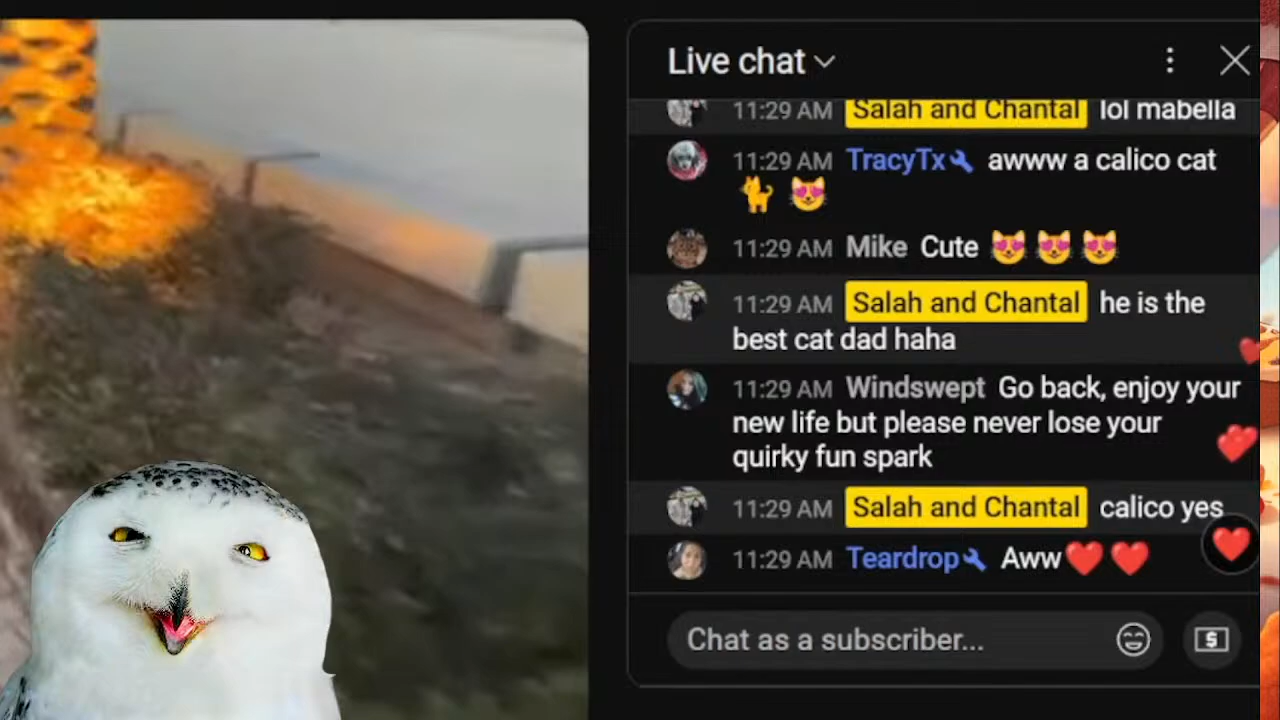 Live chat
11:29 AM Salah and Chantal lol mabella
11:29 AM TracyTx awww a calico cat
🐈 😻
11:29 AM Mike Cute 😻 😻 😻
11:29 AM Salah and Chantal he is the
best cat dad haha
11:29 AM Windswept Go back, enjoy your
new life but please never lose your
quirky fun spark
11:29 AM Salah and Chantal calico yes
11:29 AM Teardrop Aww❤️ ❤️
Chat as a subscriber...
$